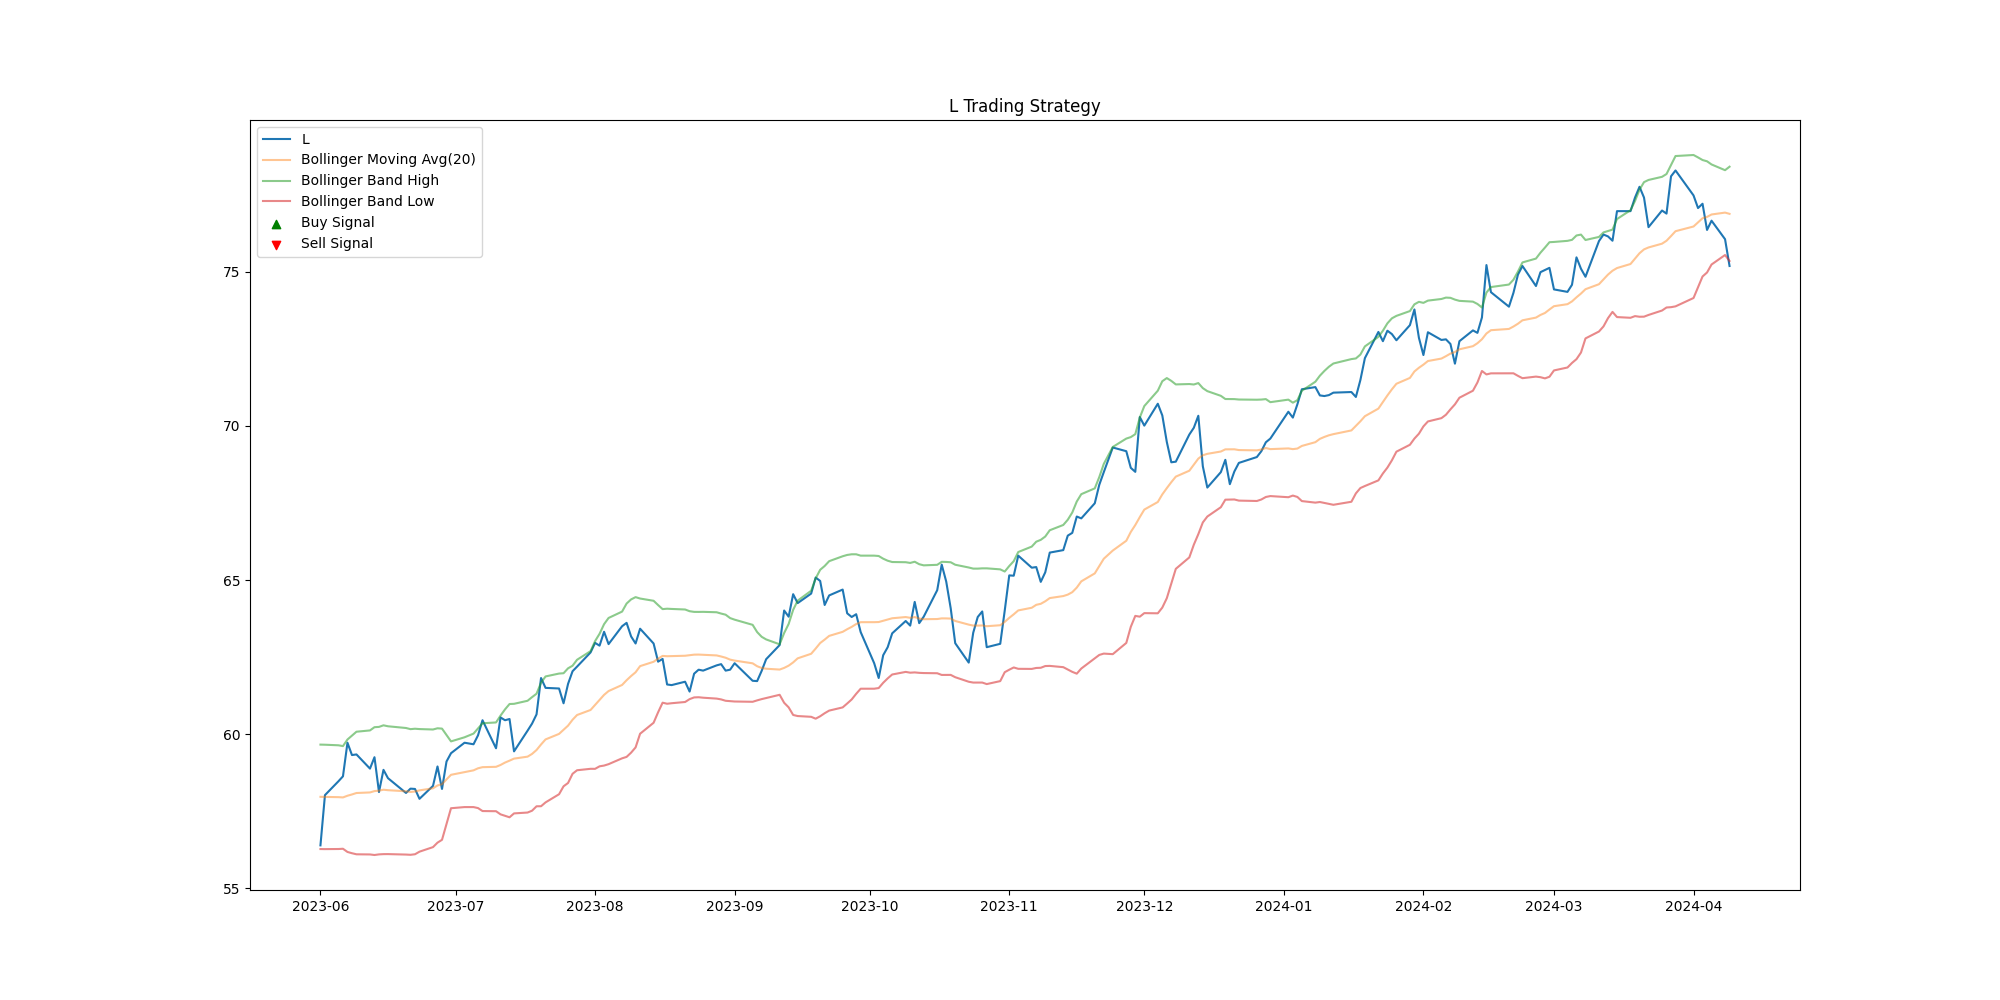 L Trading Strategy
L
Bollinger Moving Avg(20)
Bollinger Band High
Bollinger Band Low
Buy Signal
Sell Signal
75
70
65
60
55
2023-06 2023-07 2023-08 2023-09 2023-10 2023-11 2023-12 2024-01 2024-02 2024-03 2024-04